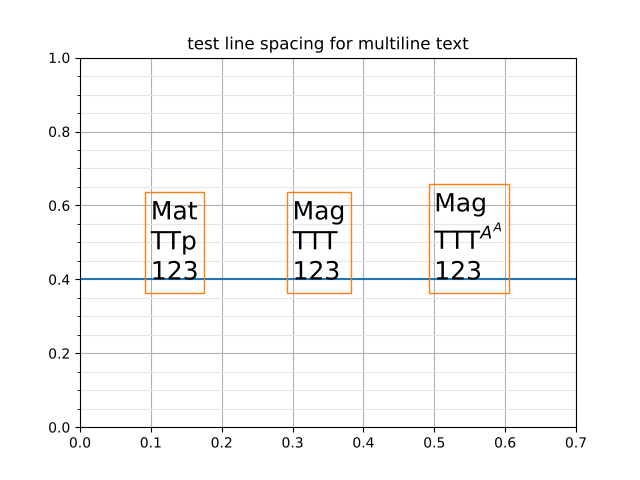 test line spacing for multiline text
1.0
0.8
0.6
0.4
0.2
0.0
Mat
TTp
123
Mag
TTT
123
Mag
TTTAᴬ
123
0.0 0.1 0.2 0.3 0.4 0.5 0.6 0.7